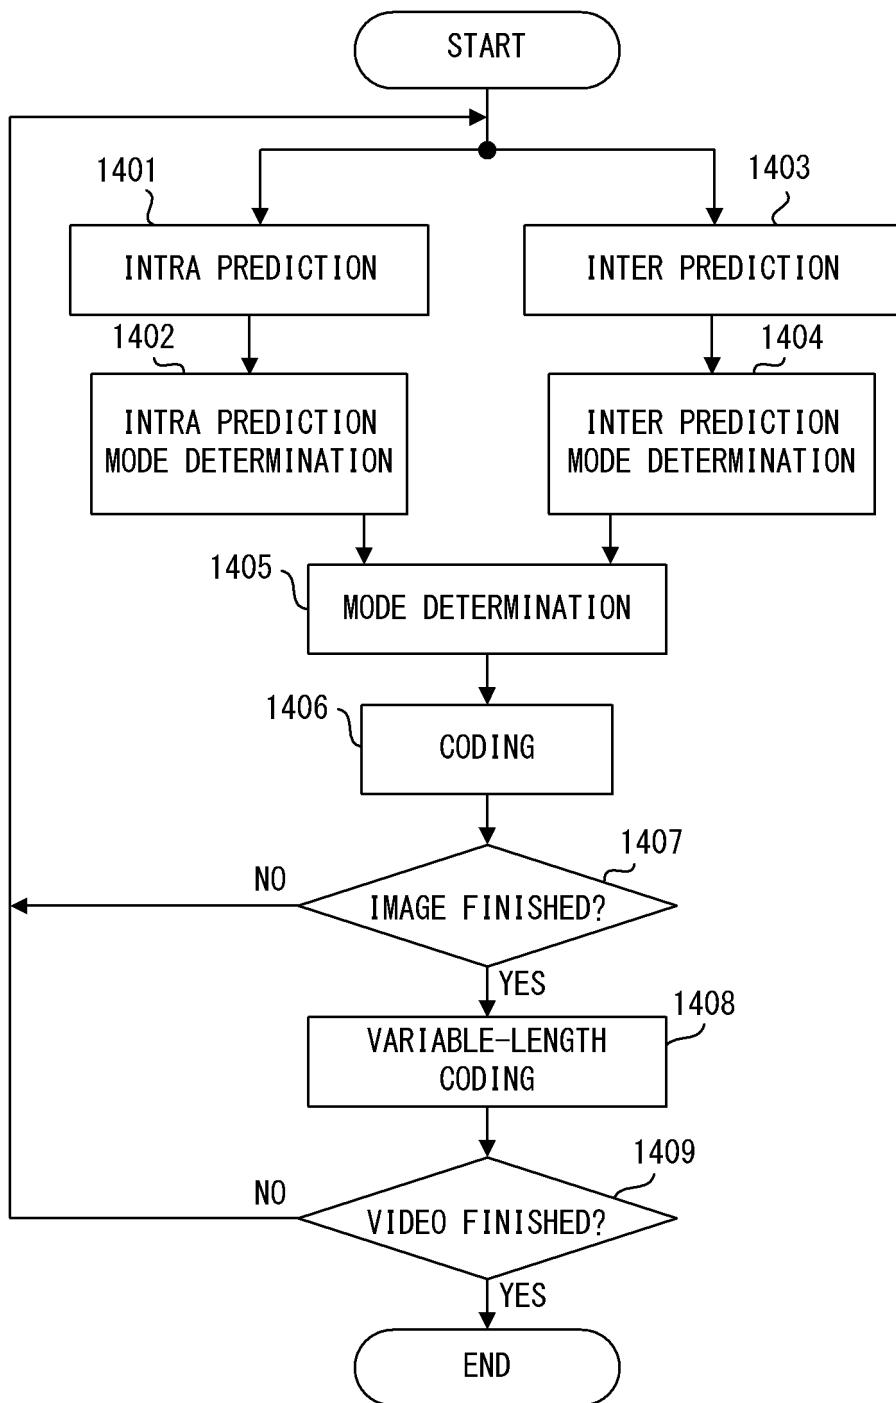 START
1401
1403
INTRA PREDICTION
INTER PREDICTION
1402
1404
INTRA PREDICTION
MODE DETERMINATION
INTER PREDICTION
MODE DETERMINATION
1405
MODE DETERMINATION
1406
CODING
1407
NO
IMAGE FINISHED?
YES
1408
VARIABLE-LENGTH
CODING
1409
NO
VIDEO FINISHED?
YES
END